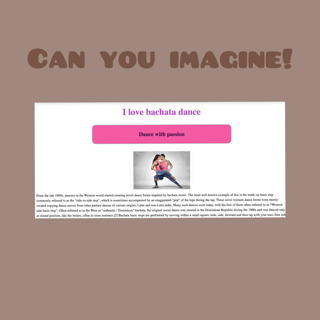 CAN YOU IMAGINE!
I love bachata dance
Dance with passion
From the late 1990s, dancers in the Western world started creating novel dance forms inspired by bachata music. The most well-known example of this is the made-up basic step
commonly referred to as the "side-to-side step", which is sometimes accompanied by an exaggerated "pop" of the hips during the tap. These novel western dance forms were mostly
created copying dance moves from other partner dances of various origins, Latin and non-Latin alike. Many such dances exist today, with the first of them often referred to as "Western
side basic step". Often referred to in the West as "authentic / Dominican" bachata, the original social dance was created in the Dominican Republic during the 1960s and was danced only
in closed position, like the bolero, often in close embrace.[2] Bachata basic steps are performed by moving within a small square (side, side, forward and then tap with your toes, then side